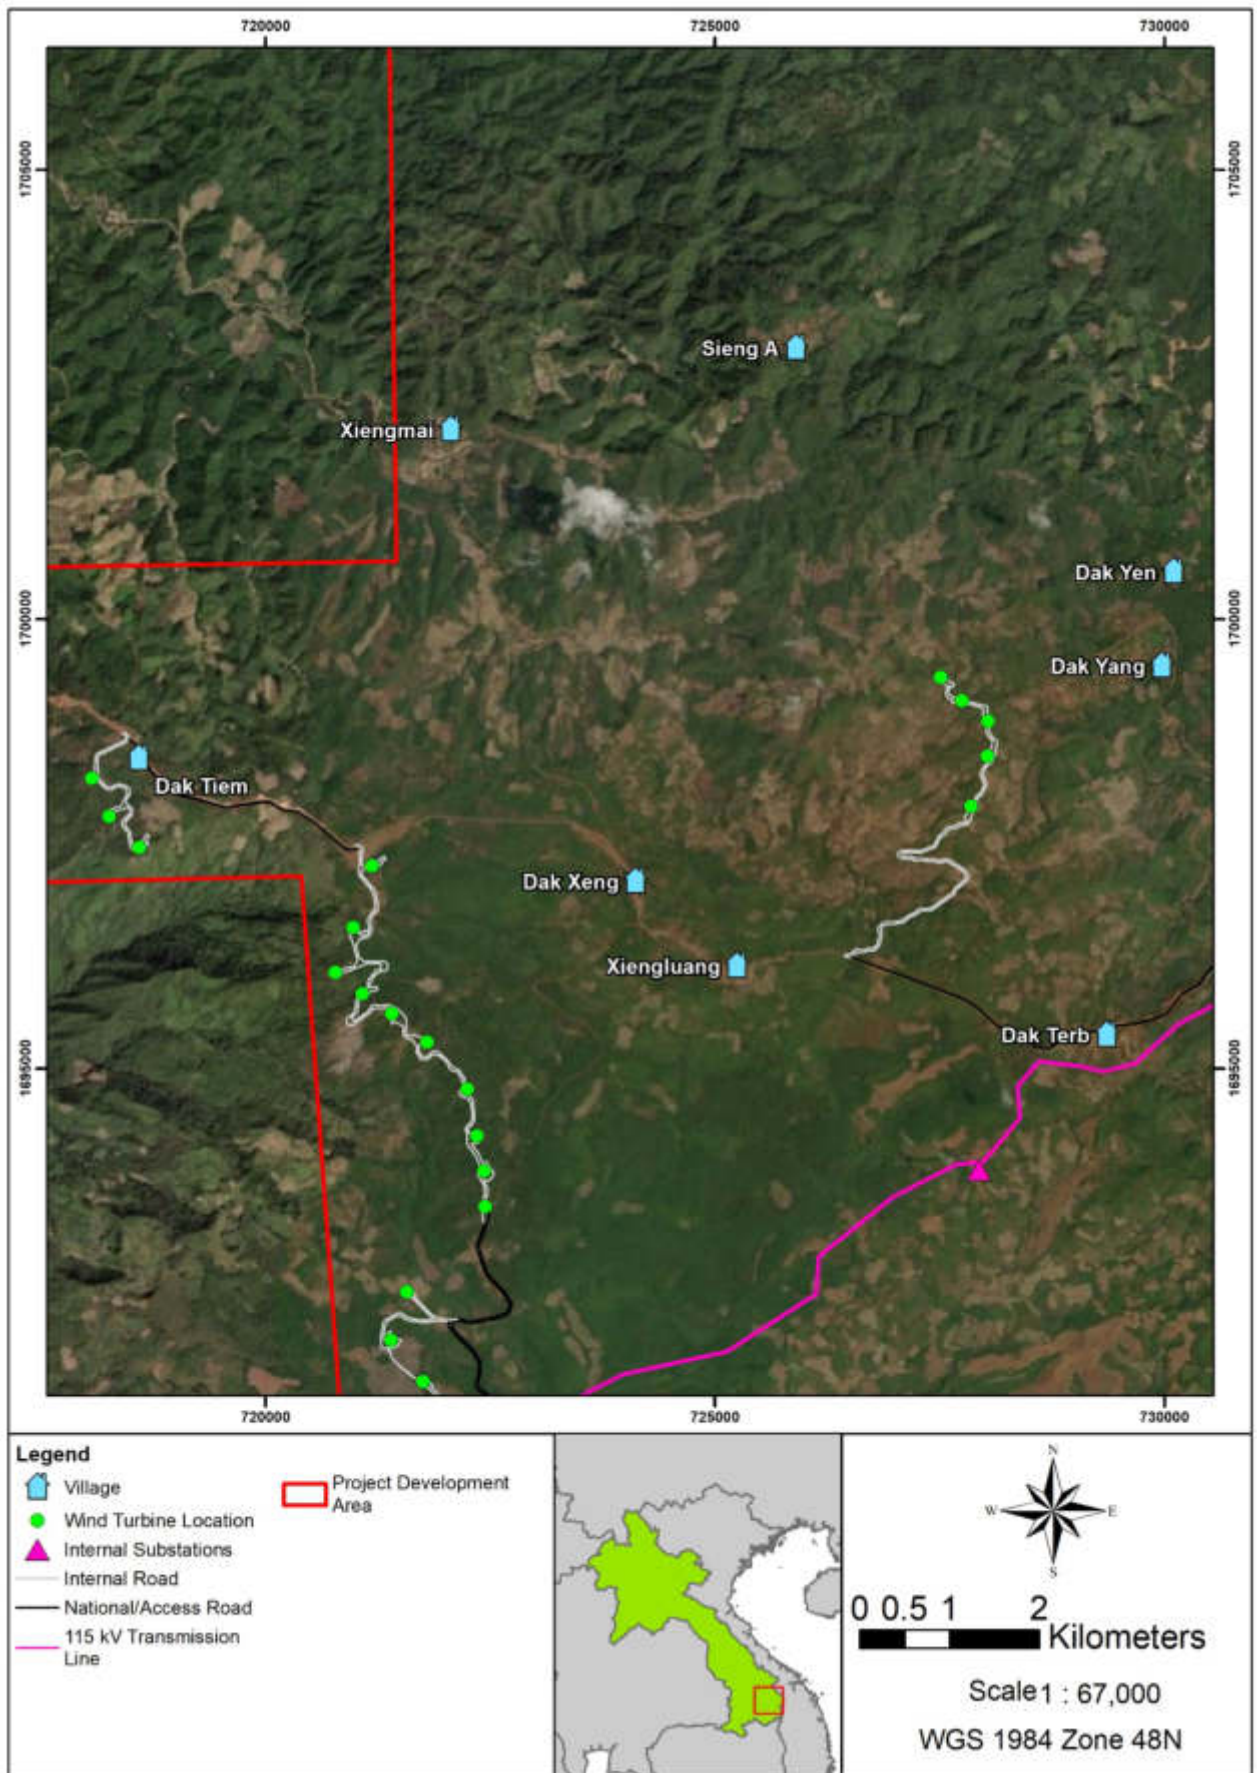 720000 725000 730000
1705000 1705000
Sieng A
Xiengmai
Dak Yen
1700000 1700000
Dak Yang
Dak Tiem
Dak Xeng
Xiengluang
Dak Terb
1695000 1695000
720000 725000 730000
Legend
Village
Wind Turbine Location
Internal Substations
Internal Road
National/Access Road
115 kV Transmission
Line
Project Development
Area
N
W E
S
0 0.5 1 2
Kilometers
Scale 1 : 67,000
WGS 1984 Zone 48N